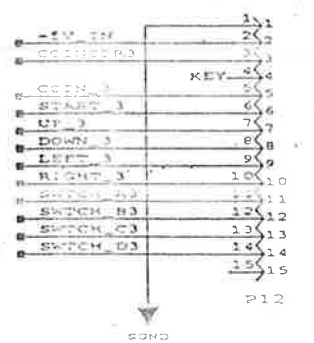 1 1
2 2
3 3
KEY 4 4
COIN_3 5 5
START_3 6 6
UP_3 7 7
DOWN_3 8 8
LEFT_3 9 9
RIGHT_3 10 10
SWTCH_A3 11 11
SWTCH_B3 12 12
SWTCH_C3 13 13
SWTCH_D3 14 14
15 15
P12